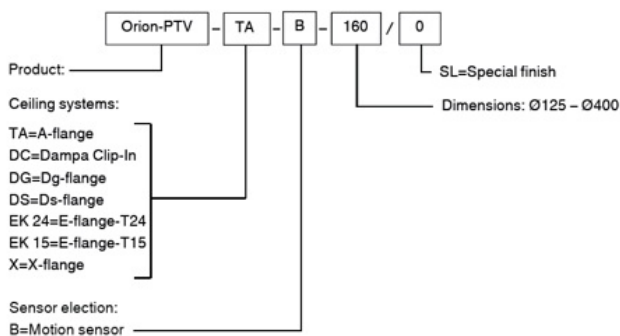 Orion-PTV - TA - B - 160 / 0
Product:
SL=Special finish
Ceiling systems:
Dimensions: Ø125 – Ø400
TA=A-flange
DC=Dampa Clip-In
DG=Dg-flange
DS=Ds-flange
EK 24=E-flange-T24
EK 15=E-flange-T15
X=X-flange
Sensor election:
B=Motion sensor